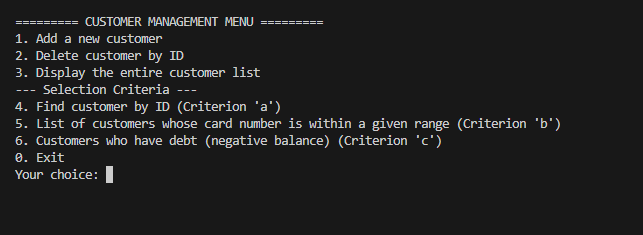 ========= CUSTOMER MANAGEMENT MENU =========
1. Add a new customer
2. Delete customer by ID
3. Display the entire customer list
--- Selection Criteria ---
4. Find customer by ID (Criterion 'a')
5. List of customers whose card number is within a given range (Criterion 'b')
6. Customers who have debt (negative balance) (Criterion 'c')
0. Exit
Your choice: